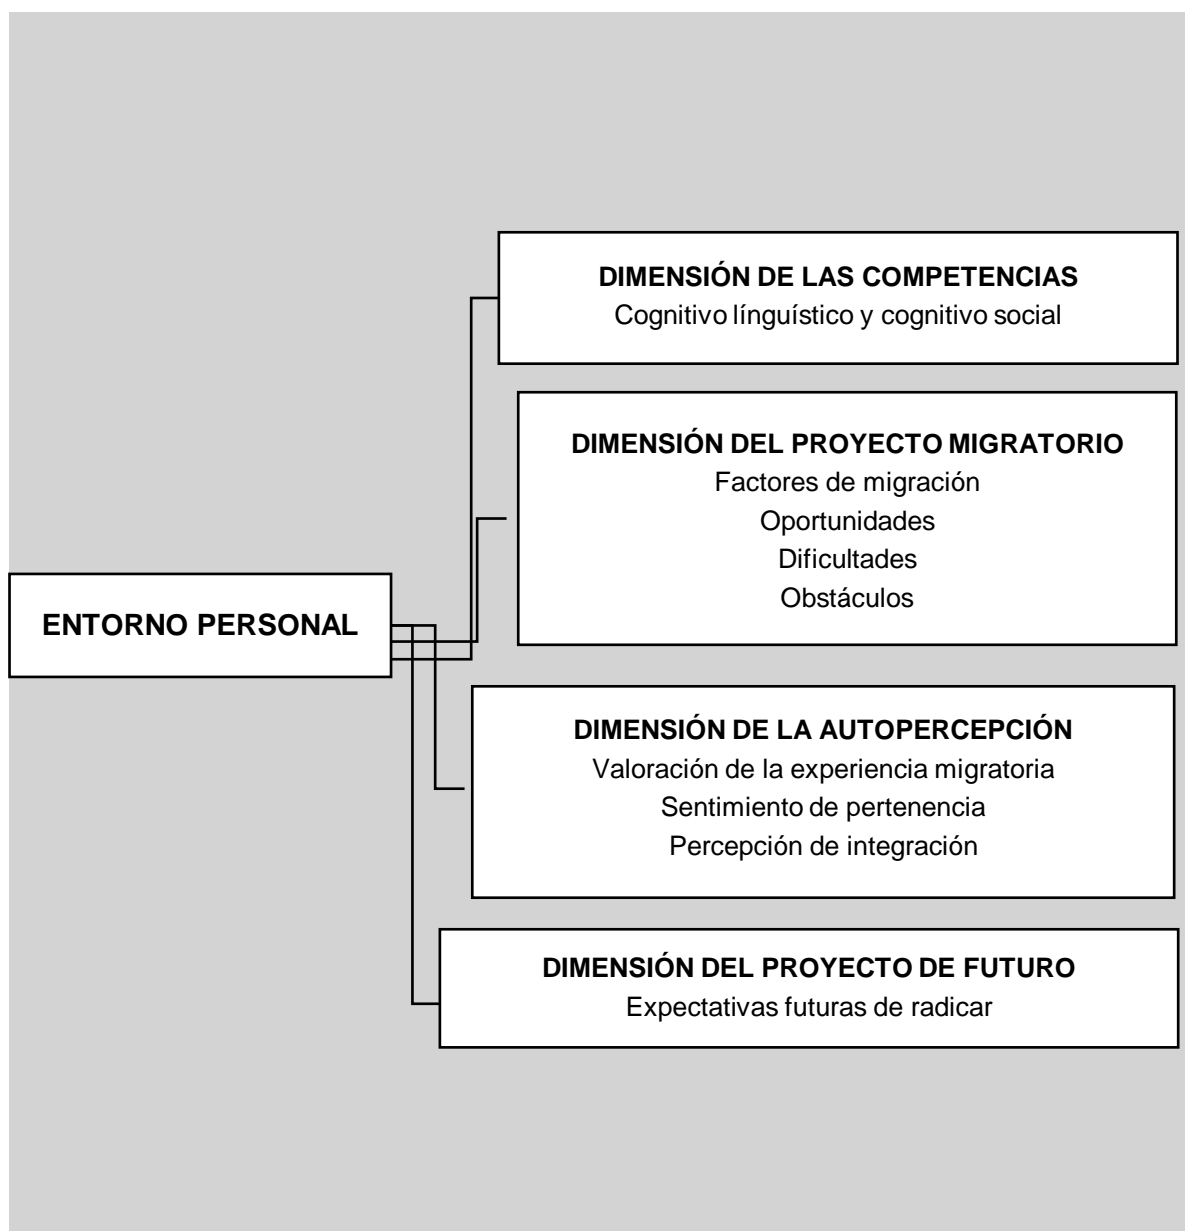 DIMENSIÓN DE LAS COMPETENCIAS
Cognitivo línguístico y cognitivo social
DIMENSIÓN DEL PROYECTO MIGRATORIO
Factores de migración
Oportunidades
Dificultades
Obstáculos
ENTORNO PERSONAL
DIMENSIÓN DE LA AUTOPERCEPCIÓN
Valoración de la experiencia migratoria
Sentimiento de pertenencia
Percepción de integración
DIMENSIÓN DEL PROYECTO DE FUTURO
Expectativas futuras de radicar